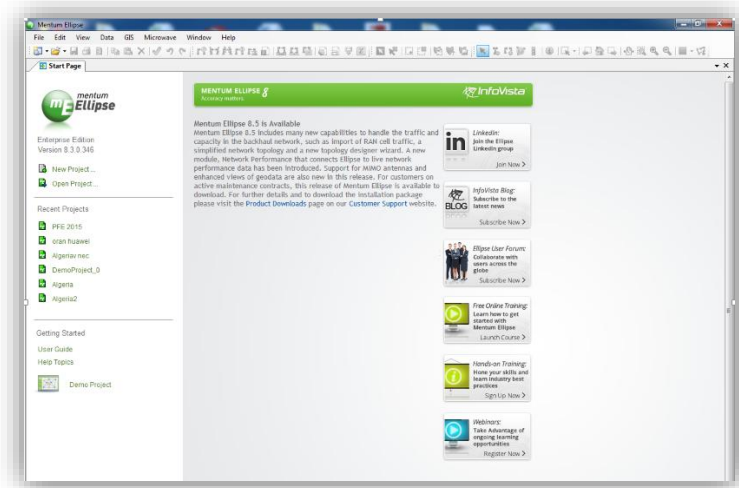 Mentum Ellipse
File Edit View Data GIS Microwave Window Help
Start Page
mentum
mE Ellipse
Enterprise Edition
Version 8.3.0.346
New Project...
Open Project...
Recent Projects
PFE 2015
oran huawei
Algeriav nec
DemoProject_0
Algeria
Algeria2
Getting Started
User Guide
Help Topics
Demo Project
MENTUM ELLIPSE 8
Accuracy matters.
InfoVista
Mentum Ellipse 8.5 is Available
Mentum Ellipse 8.5 includes many new capabilities to handle the traffic and
capacity in the backhaul network, such as import of RAN cell traffic, a
simplified network topology and a new topology designer wizard. A new
module, Network Performance that connects Ellipse to live network
performance data has been introduced. Support for MIMO antennas and
enhanced views of geodata are also new in this release. For customers on
active maintenance contracts, this release of Mentum Ellipse is available to
download. For further details and to download the installation package
please visit the Product Downloads page on our Customer Support website.
in
LinkedIn:
Join the Ellipse
LinkedIn group
Join Now >
BLOG
InfoVista Blog:
Subscribe to the
latest news
Subscribe Now >
Ellipse User Forum:
Collaborate with
users across the
globe
Subscribe Now >
Free Online Training:
Learn how to get
started with
Mentum Ellipse
Launch Course >
Hands-on Training:
Hone your skills and
learn industry best
practices
Sign Up Now >
Webinars:
Take Advantage of
ongoing learning
opportunities
Register Now >